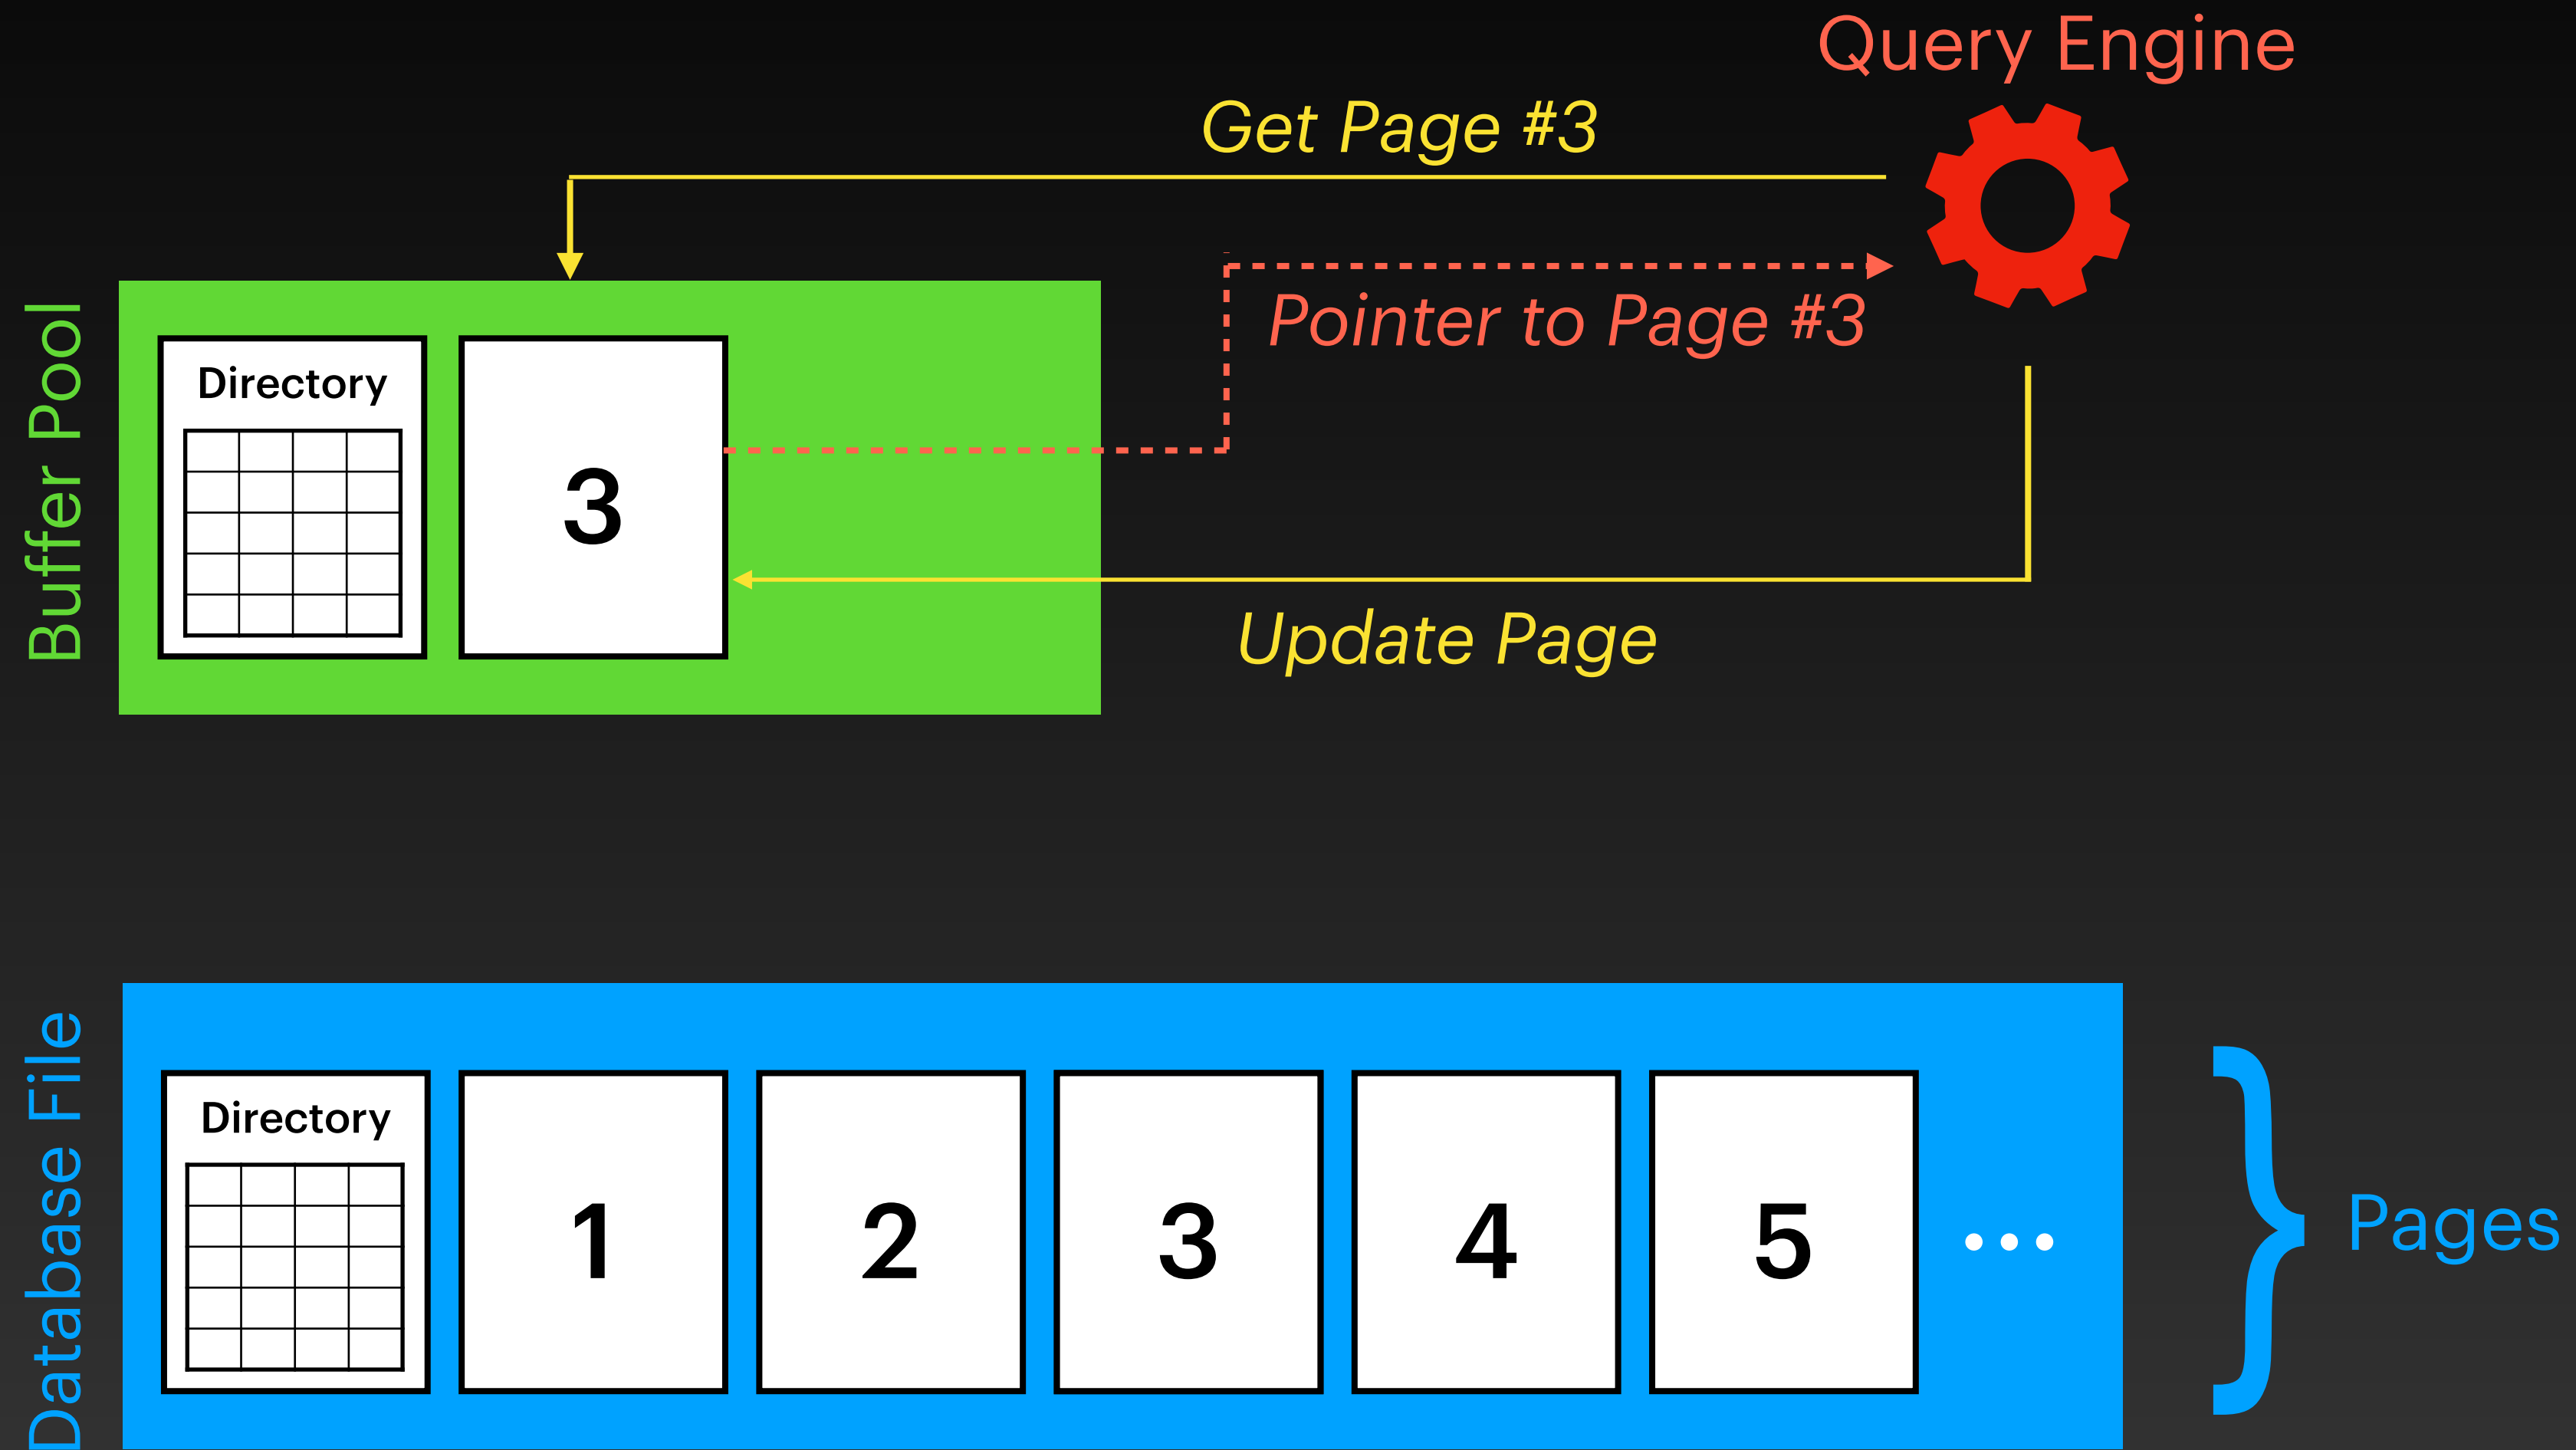 Query Engine
Get Page #3
Pointer to Page #3
Buffer Pool
Directory
3
Update Page
Database File
Directory
1
2
3
4
5
...
Pages